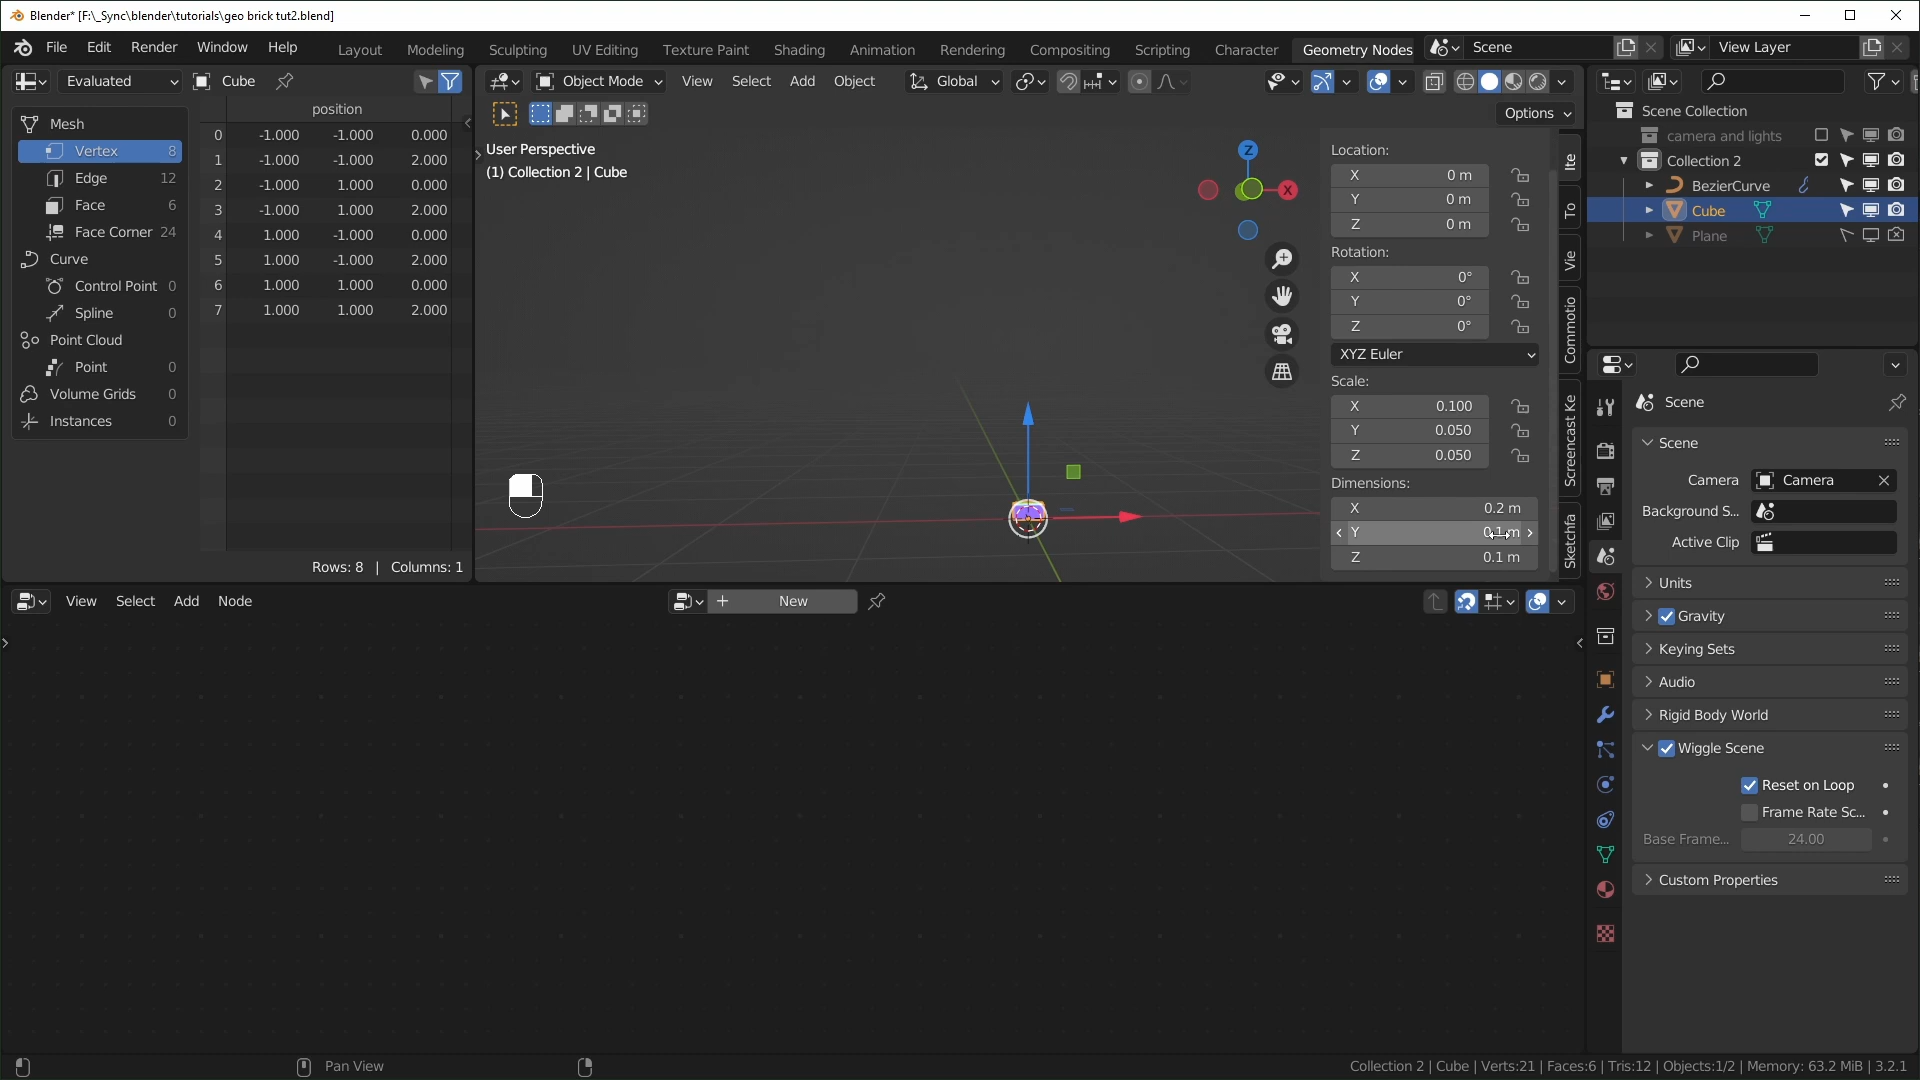 Blender* [F:\_Sync\blender\tutorials\geo brick tut2.blend]
File Edit Render Window Help Layout Modeling Sculpting UV Editing Texture Paint Shading Animation Rendering Compositing Scripting Character Geometry Nodes Scene View Layer
Evaluated Cube
position
Mesh
Vertex 8
Edge 12
Face 6
Face Corner 24
Curve
Control Point 0
Spline 0
Point Cloud
Point 0
Volume Grids 0
Instances 0
0 -1.000 -1.000 0.000
1 -1.000 -1.000 2.000
2 -1.000 1.000 0.000
3 -1.000 1.000 2.000
4 1.000 -1.000 0.000
5 1.000 -1.000 2.000
6 1.000 1.000 0.000
7 1.000 1.000 2.000
Rows: 8 | Columns: 1
Object Mode View Select Add Object Global
Options
User Perspective
(1) Collection 2 | Cube
Z
X
Location:
X 0 m
Y 0 m
Z 0 m
Rotation:
X 0°
Y 0°
Z 0°
XYZ Euler
Scale:
X 0.100
Y 0.050
Z 0.050
Dimensions:
X 0.2 m
Y 0.1 m
Z 0.1 m
Ite
To
Vie
Commotio
Screencast Ke
Sketchfa
Scene Collection
camera and lights
Collection 2
BezierCurve
Cube
Plane
Scene
Scene
Camera Camera
Background S...
Active Clip
Units
Gravity
Keying Sets
Audio
Rigid Body World
Wiggle Scene
Reset on Loop
Frame Rate Sc...
Base Frame... 24.00
Custom Properties
View Select Add Node New
Pan View
Collection 2 | Cube | Verts:21 | Faces:6 | Tris:12 | Objects:1/2 | Memory: 63.2 MiB | 3.2.1